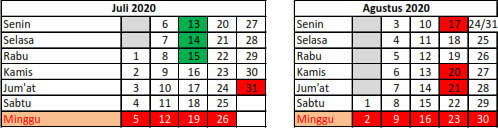 Juli 2020 Agustus 2020
Senin 6 13 20 27 Senin 3 10 17 24/31
Selasa 7 14 21 28 Selasa 4 11 18 25
Rabu 1 8 15 22 29 Rabu 5 12 19 26
Kamis 2 9 16 23 30 Kamis 6 13 20 27
Jum'at 3 10 17 24 31 Jum'at 7 14 21 28
Sabtu 4 11 18 25 Sabtu 1 8 15 22 29
Minggu 5 12 19 26 Minggu 2 9 16 23 30